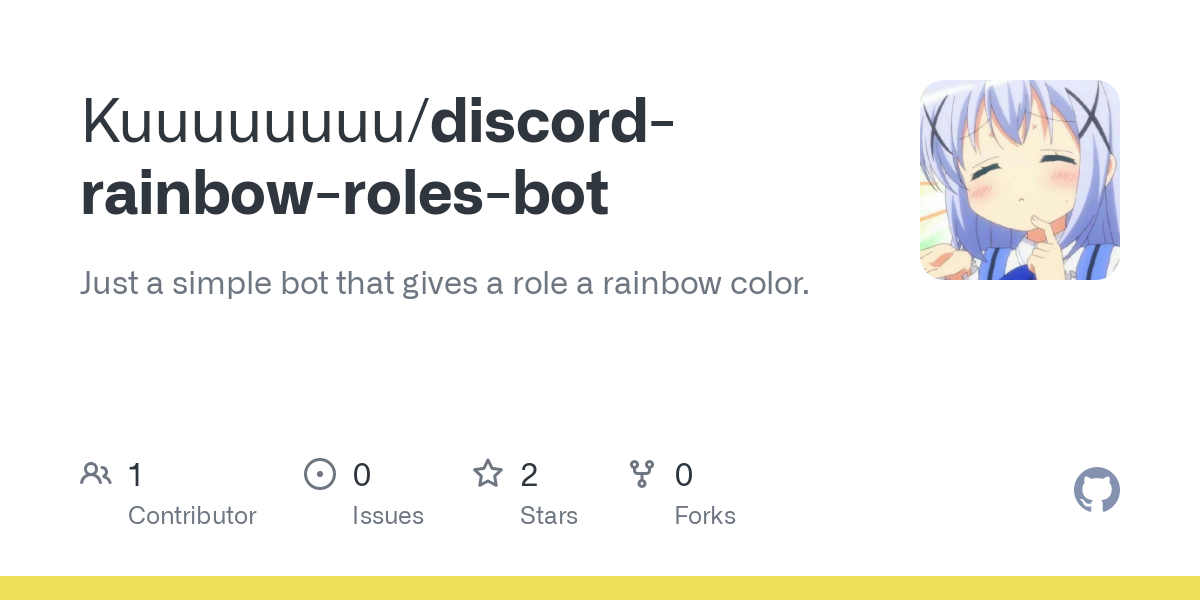 Kuuuuuuuu/discord-
rainbow-roles-bot
Just a simple bot that gives a role a rainbow color.
1 0 2 0
Contributor Issues Stars Forks